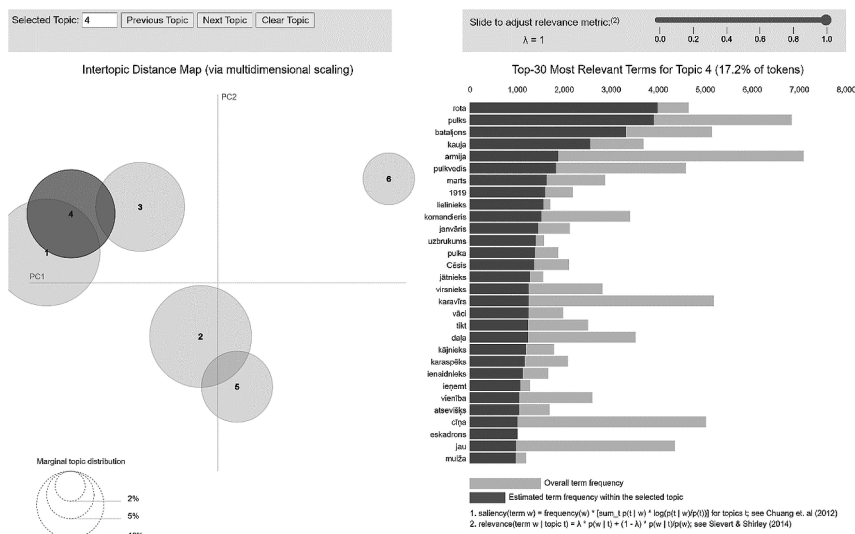 Selected Topic: 4 Previous Topic Next Topic Clear Topic
Slide to adjust relevance metric:(2)
λ = 1
0.0 0.2 0.4 0.6 0.8 1.0
Intertopic Distance Map (via multidimensional scaling)
PC2
PC1
6
4
3
1
2
5
Marginal topic distribution
2%
5%
10%
Top-30 Most Relevant Terms for Topic 4 (17.2% of tokens)
0 1,000 2,000 3,000 4,000 5,000 6,000 7,000 8,000
rota
pulks
bataljons
kauja
armija
pulkvedis
marts
1919
lielinieks
komandieris
janvāris
uzbrukums
pulka
Cēsis
jātnieks
virsnieks
karavīrs
vāci
tikt
daļa
kājnieks
karaspēks
ienaidnieks
ieņemt
vienība
atsevišķs
cīņa
eskadrons
jau
muiža
Overall term frequency
Estimated term frequency within the selected topic
1. saliency(term w) = frequency(w) * [sum_t p(t | w) * log(p(t | w)/p(t))] for topics t; see Chuang et. al (2012)
2. relevance(term w | topic t) = λ * p(w | t) + (1 - λ) * p(w | t)/p(w); see Sievert & Shirley (2014)